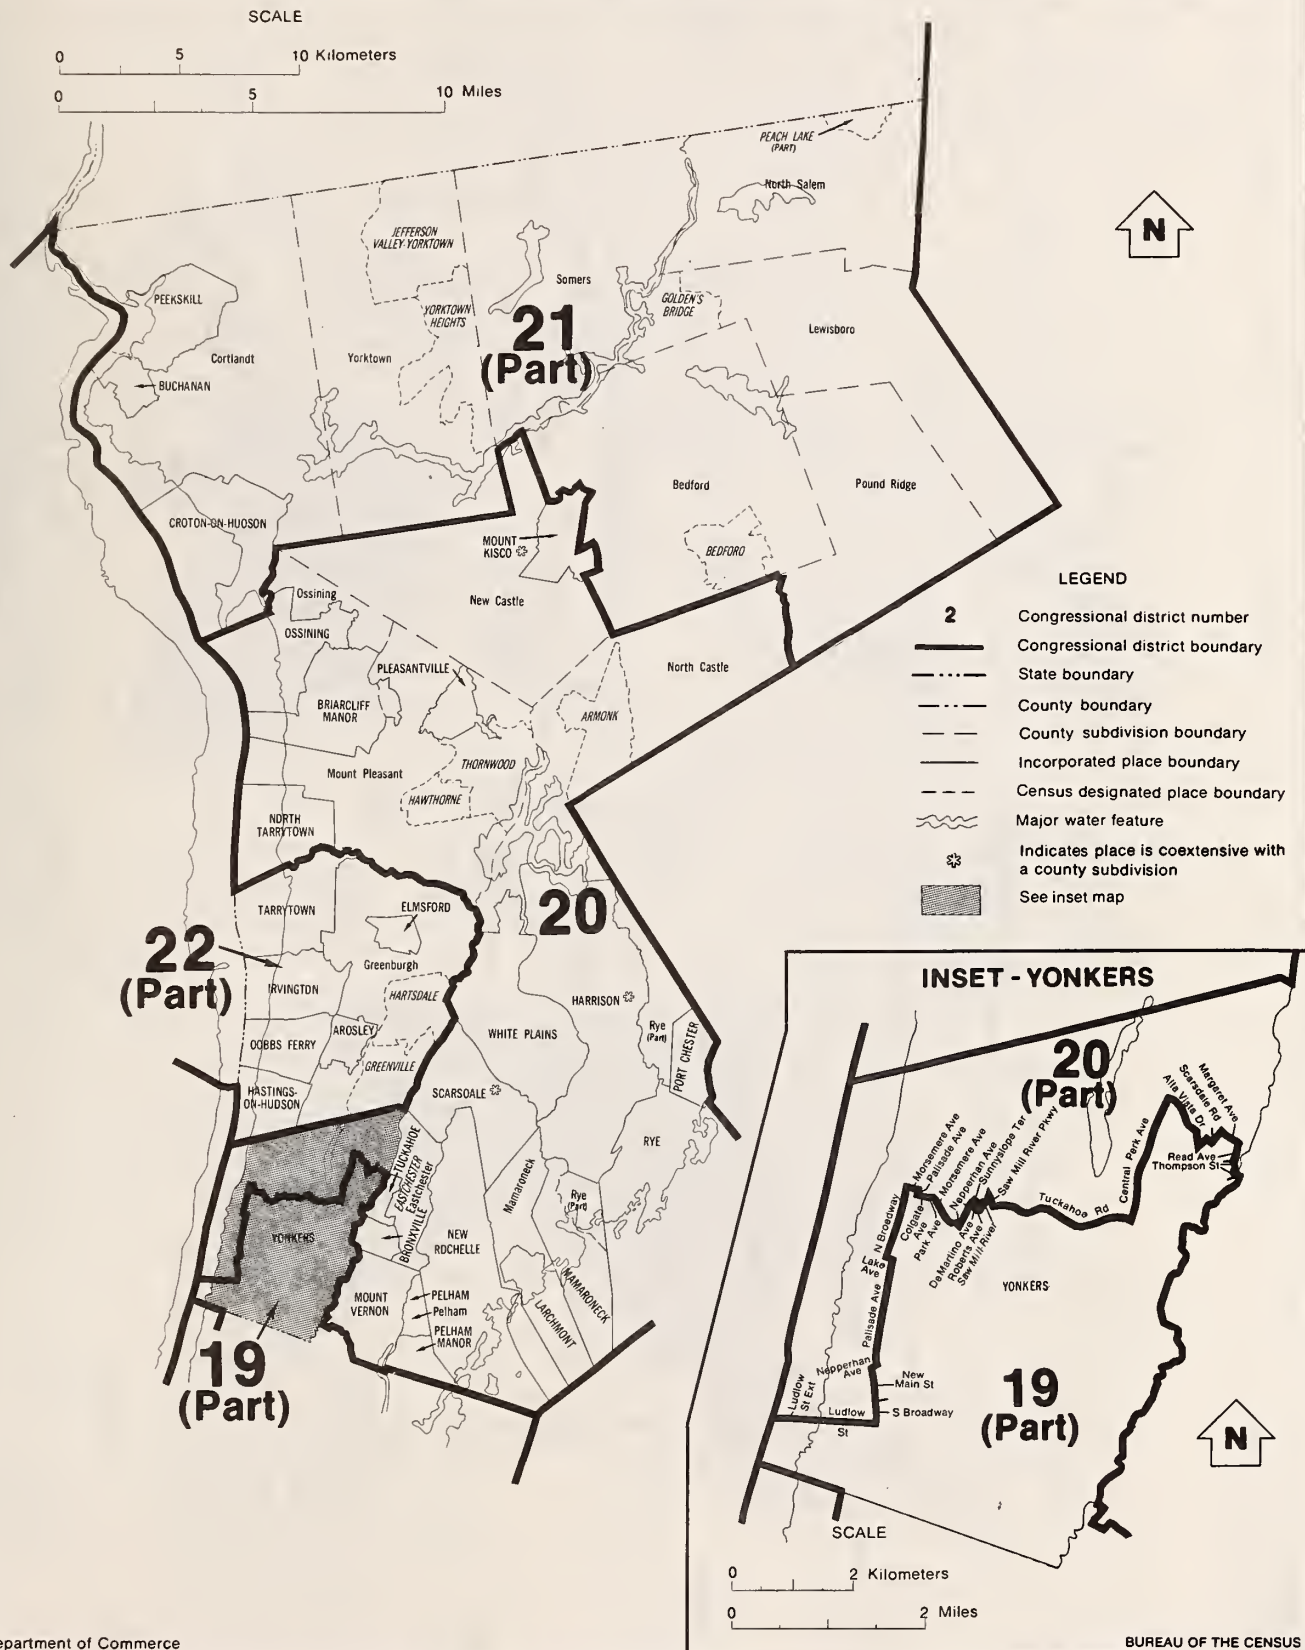 SCALE
0 5 10 Kilometers
0 5 10 Miles
PEACH LAKE
(PART)
North Salem
N
JEFFERSON
VALLEY-YORKTOWN
Somers
PEEKSKILL
YORKTOWN
HEIGHTS
GOLDEN'S
BRIDGE
21
(Part)
Lewisboro
Cortlandt
Yorktown
BUCHANAN
Bedford
Pound Ridge
CROTON-ON-HUDSON
MOUNT
KISCO
BEDFORD
Ossining
New Castle
OSSINING
North Castle
PLEASANTVILLE
BRIARCLIFF
MANOR
ARMONK
THORNWOOD
Mount Pleasant
HAWTHORNE
NORTH
TARRYTOWN
LEGEND
2 Congressional district number
Congressional district boundary
State boundary
County boundary
County subdivision boundary
Incorporated place boundary
Census designated place boundary
Major water feature
Indicates place is coextensive with
a county subdivision
See inset map
TARRYTOWN
ELMSFORD
20
22
(Part)
Greenburgh
IRVINGTON
HARTSDALE
HARRISON
Rye
(Part)
PORT CHESTER
WHITE PLAINS
ARDSLEY
DOBBS FERRY
GREENVILLE
HASTINGS-
ON-HUDSON
SCARSDALE
RYE
TUCKAHOE
EASTCHESTER
Eastchester
BRONXVILLE
Mamaroneck
Rye
(Part)
NEW
ROCHELLE
YONKERS
MOUNT
VERNON
PELHAM
Pelham
PELHAM
MANOR
LARCHMONT
MAMARONECK
19
(Part)
INSET - YONKERS
20
(Part)
Margaret Ave
Scarsdale Rd
Alta Vista Dr
Read Ave
Thompson St
Central Park Ave
Tuckahoe Rd
Saw Mill River Pkwy
Sunnyslope Ter
Nepperhan Ave
Morsemere Ave
Palisade Ave
Morsemere Ave
N Broadway
Colgate
Ave
Park Ave
DeMartino Ave
Roberts Ave
Saw Mill River
Lake
Ave
Palisade Ave
YONKERS
Nepperhan
Ave
New
Main St
Ludlow
St Ext
Ludlow
St
S Broadway
19
(Part)
N
SCALE
0 2 Kilometers
0 2 Miles
epartment of Commerce
BUREAU OF THE CENSUS